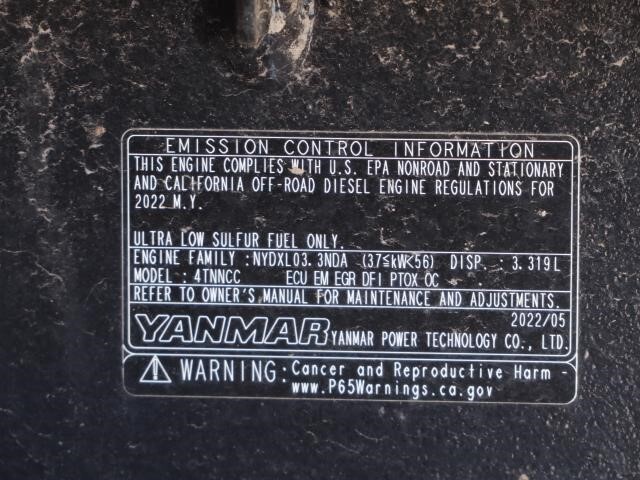 EMISSION CONTROL INFORMATION
THIS ENGINE COMPLIES WITH U.S. EPA NONROAD AND STATIONARY
AND CALIFORNIA OFF-ROAD DIESEL ENGINE REGULATIONS FOR
2022 M.Y.
ULTRA LOW SULFUR FUEL ONLY.
ENGINE FAMILY :NYDXL03.3NDA (37≦kW<56) DISP. : 3.319L
MODEL : 4TNNCC ECU EM EGR DFI PTOX OC
REFER TO OWNER'S MANUAL FOR MAINTENANCE AND ADJUSTMENTS.
2022/05
YANMAR YANMAR POWER TECHNOLOGY CO., LTD.
WARNING: Cancer and Reproductive Harm -
www.P65Warnings.ca.gov